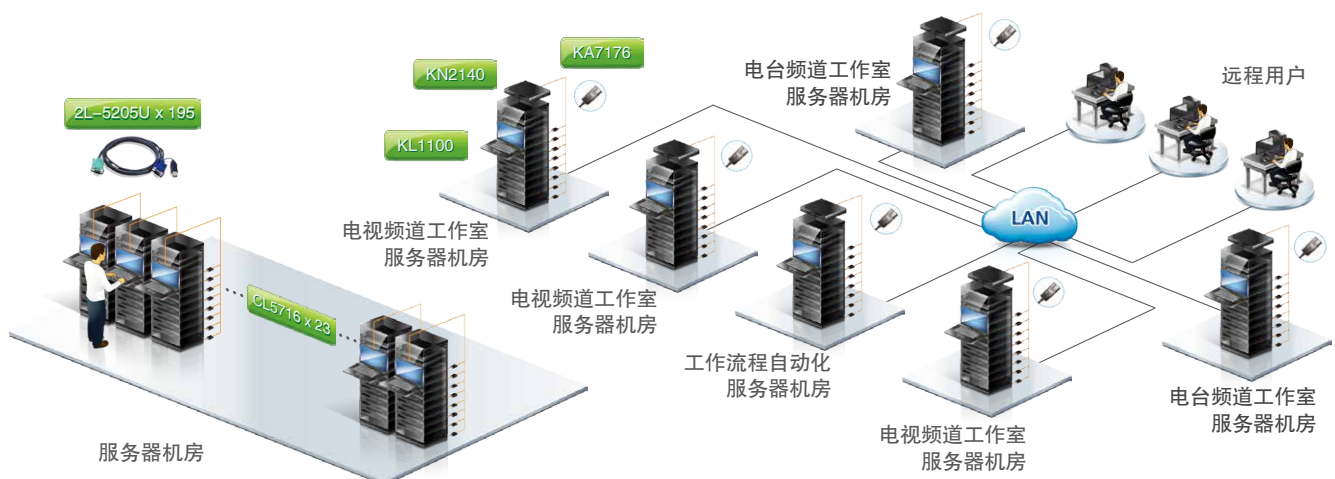 KA7176
KN2140
2L-5205U x 195
KL1100
电视频道工作室
服务器机房
电视频道工作室
服务器机房
CL5716 x 23
服务器机房
电台频道工作室
服务器机房
远程用户
LAN
工作流程自动化
服务器机房
电视频道工作室
服务器机房
电台频道工作室
服务器机房